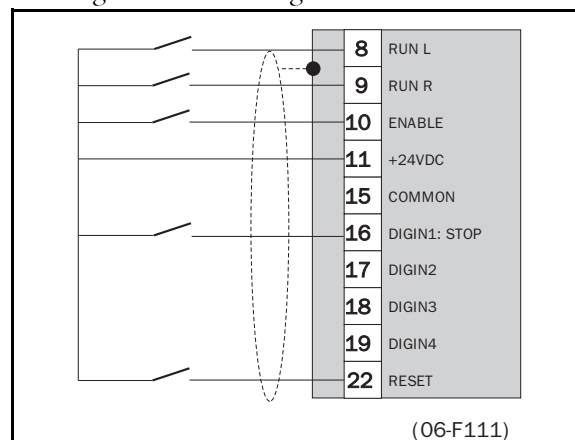 8 RUN L
9 RUN R
10 ENABLE
11 +24VDC
15 COMMON
16 DIGIN1: STOP
17 DIGIN2
18 DIGIN3
19 DIGIN4
22 RESET
(06-F111)